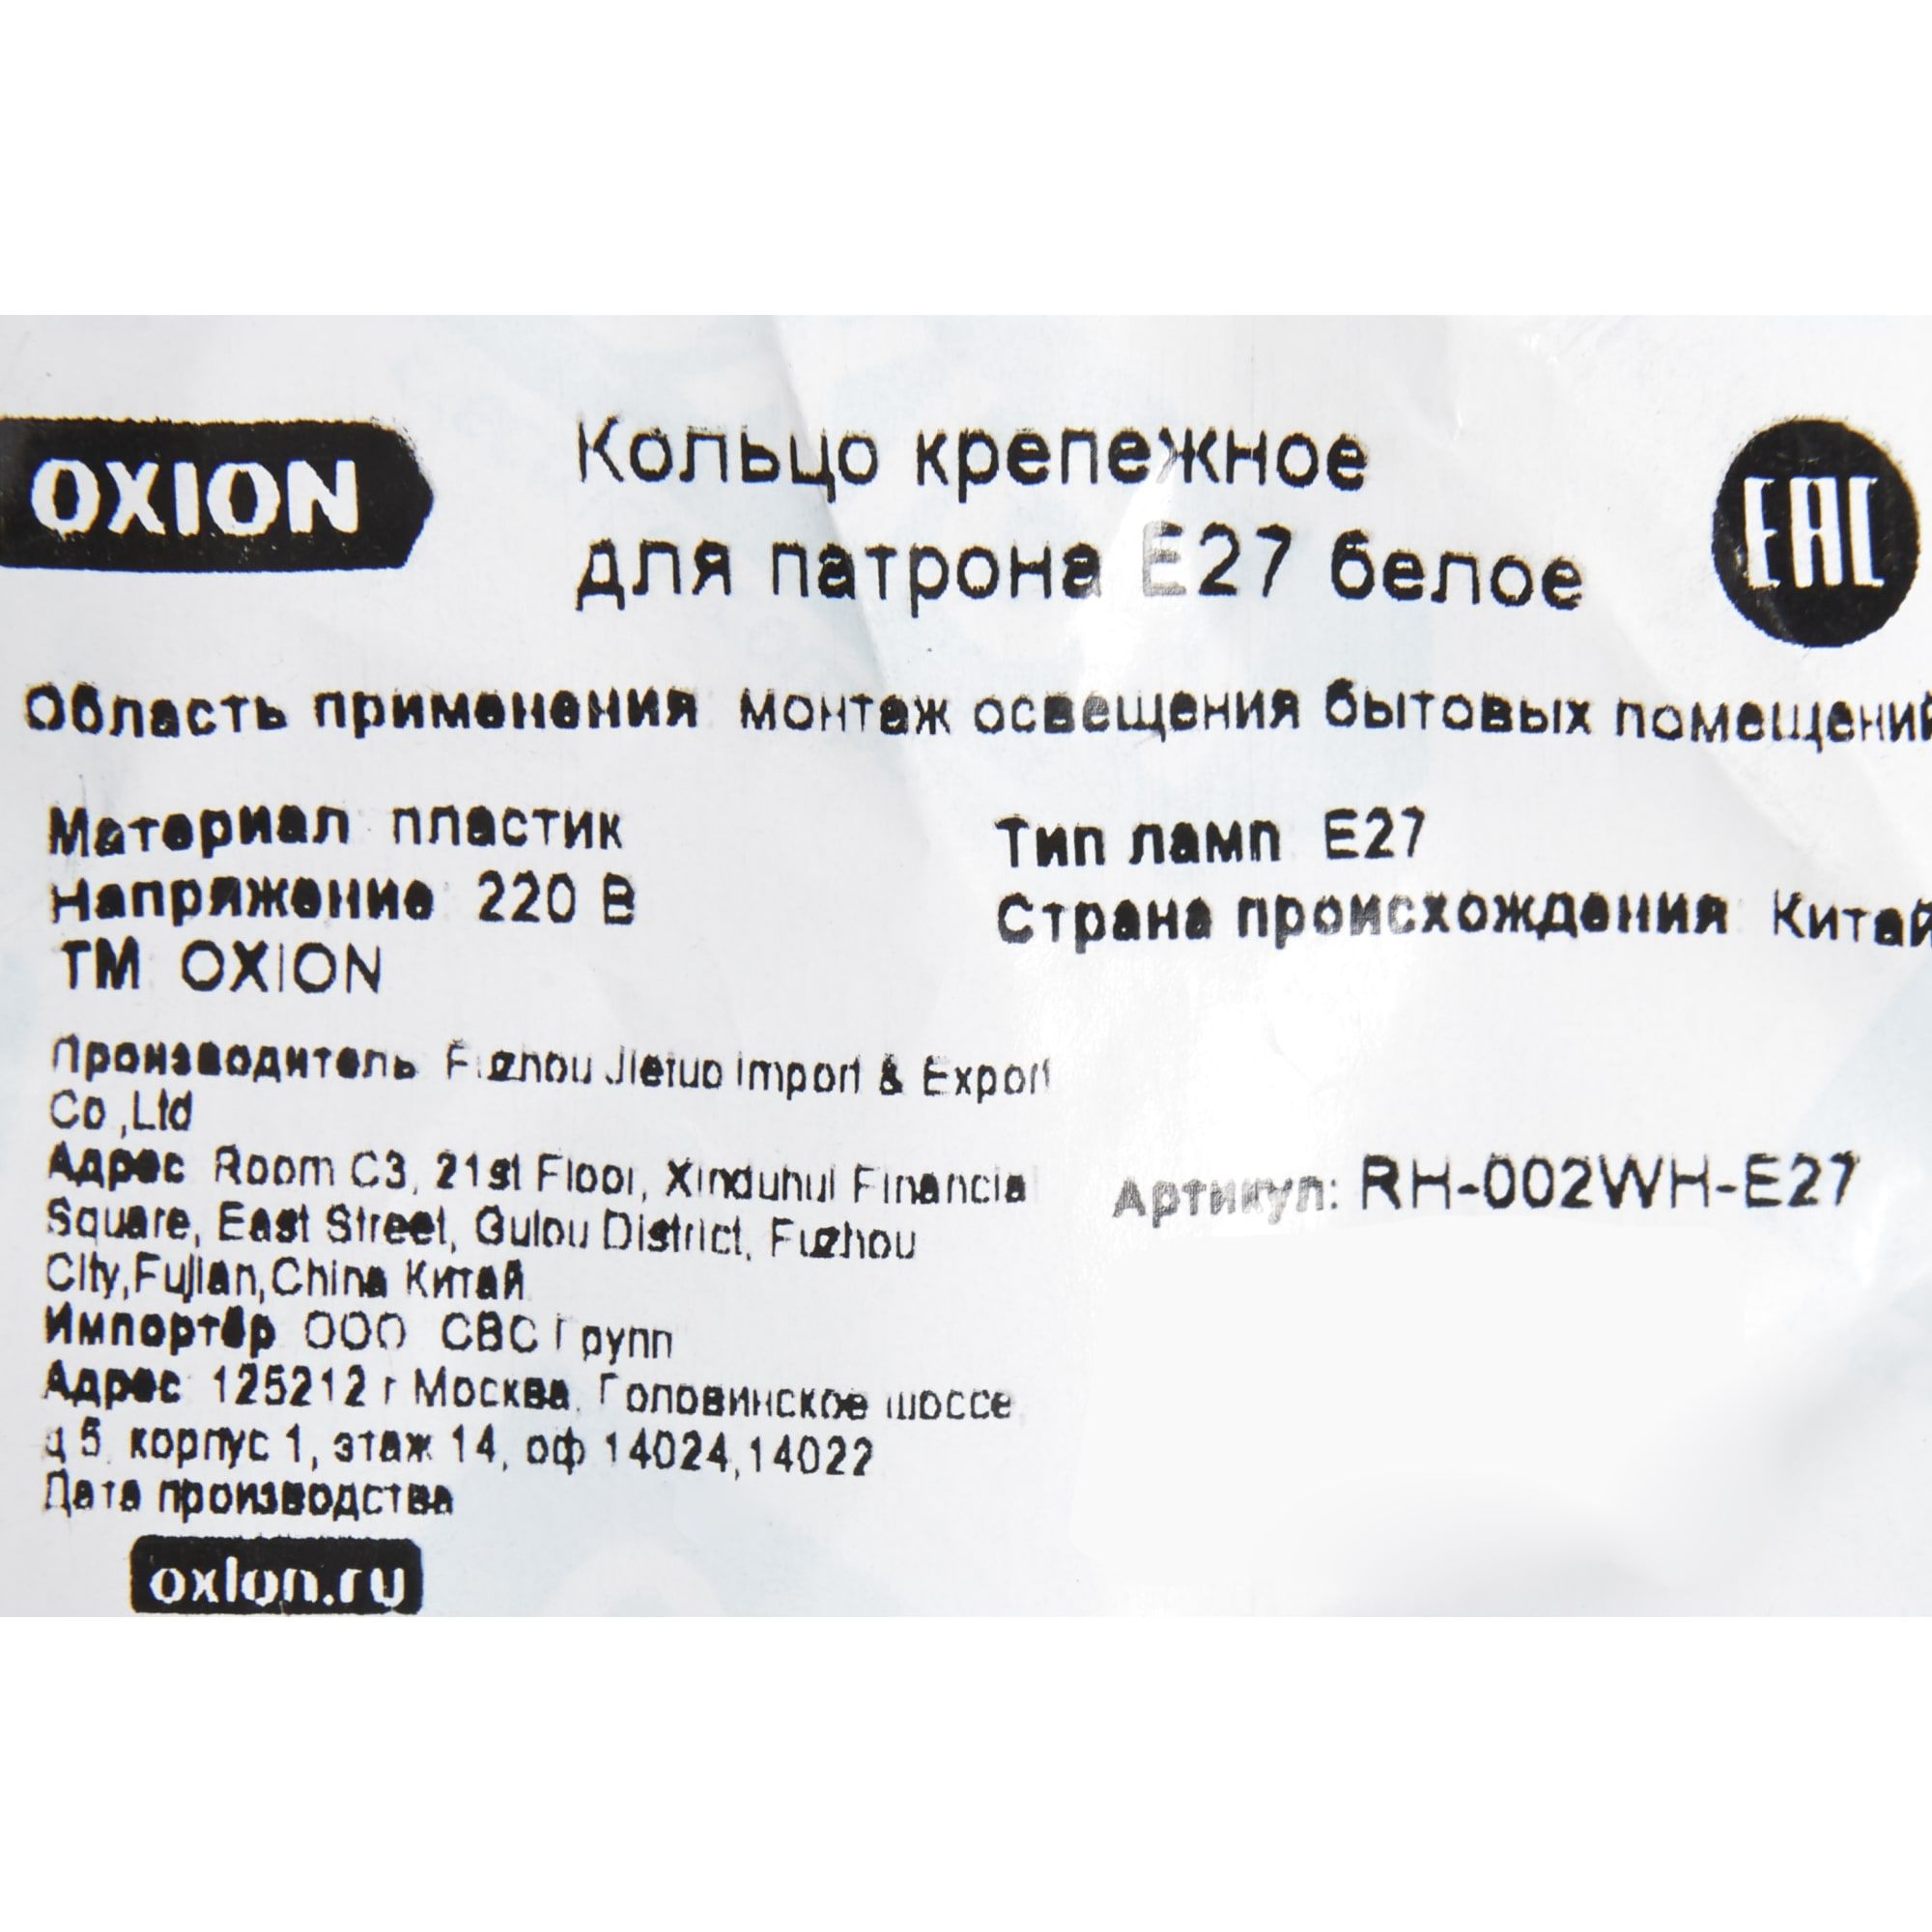 OXION
Кольцо крепежное
для патрона E27 белое
EAC
Область применения монтаж освещения бытовых помещений
Материал пластик
Напряжение 220 В
ТМ OXION
Тип ламп E27
Страна происхождения Китай
Производитель Fuzhou Jietuo Import & Export
Co.,Ltd
Адрес Room C3, 21st Floor, Xinduhui Financial
Square, East Street, Gulou District, Fuzhou
City,Fujian,China Китай
Импортёр ООО СВС Групп
Адрес 125212 г Москва, Головинское шоссе,
д 5, корпус 1, этаж 14, оф 14024,14022
Дата производства
Артикул: RH-002WH-E27
oxion.ru